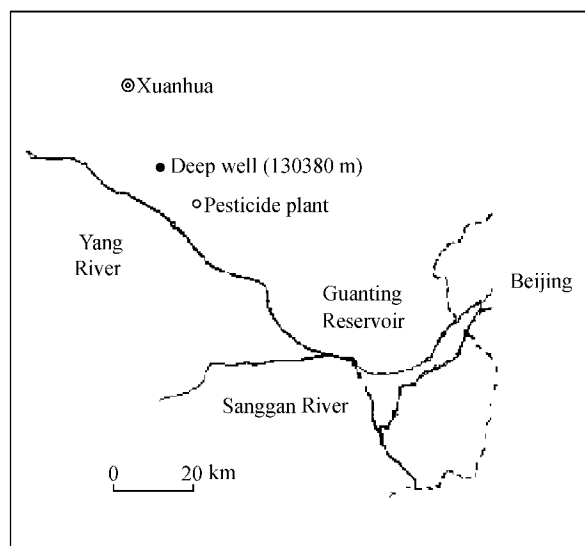 Xuanhua
Deep well (130380 m)
Pesticide plant
Yang
River
Guanting
Reservoir
Beijing
Sanggan River
0 20 km